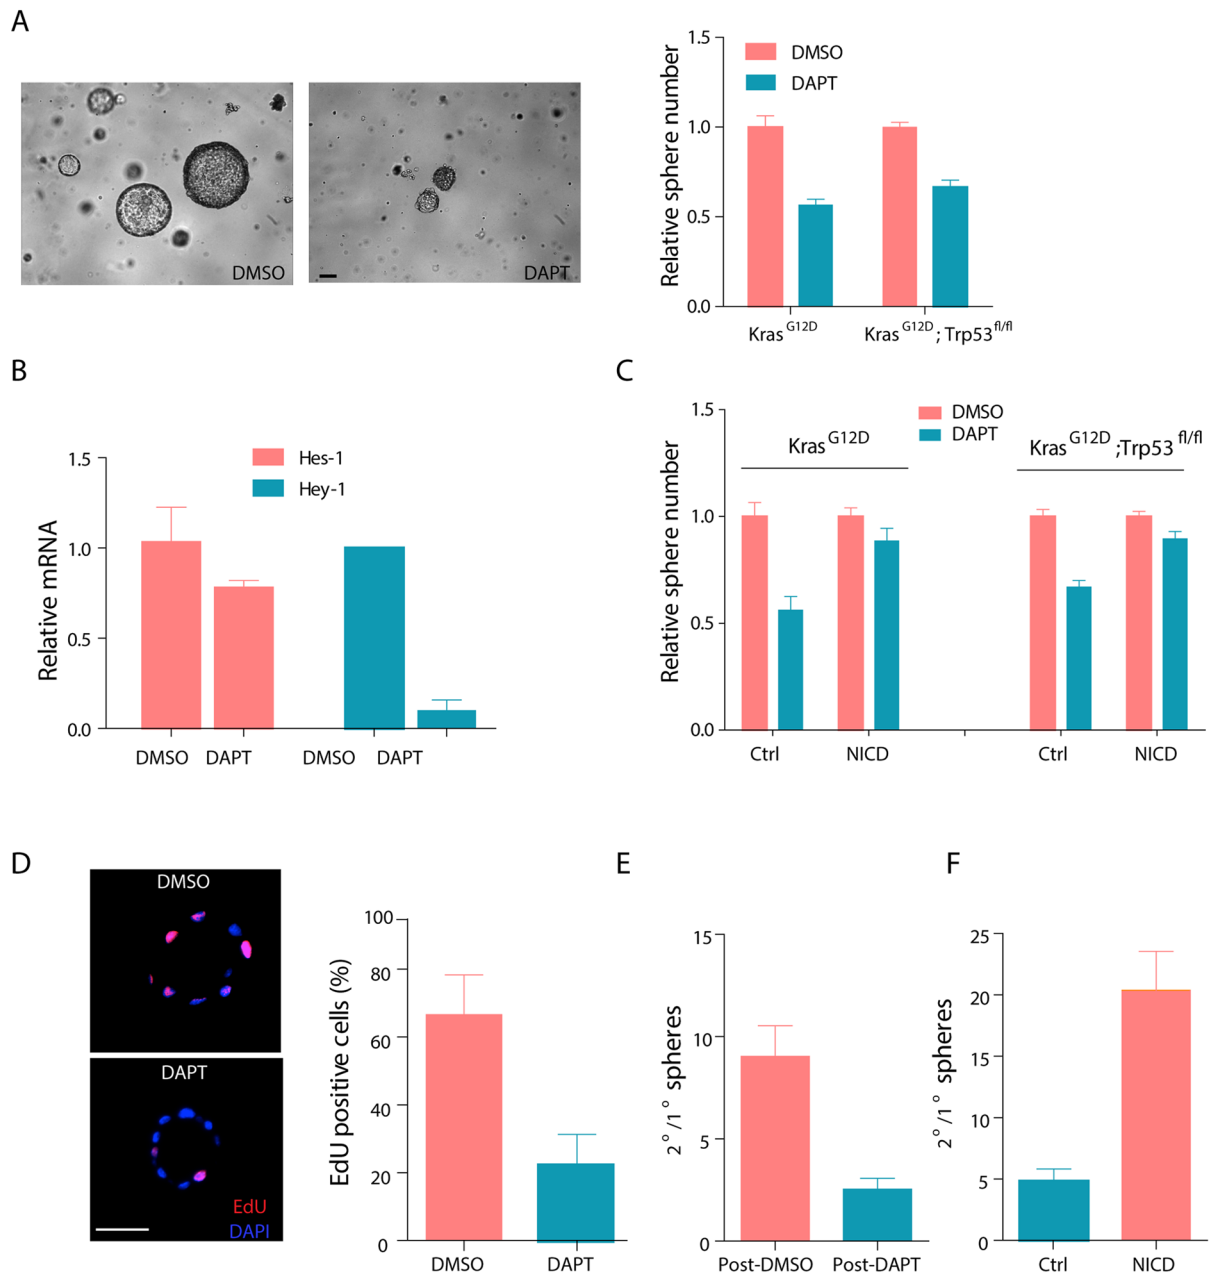 A
DMSO
DAPT
Relative sphere number
1.5
1.0
0.5
0.0
DMSO
DAPT
Kras G12D
Kras G12D ; Trp53 fl/fl
B
Relative mRNA
1.5
1.0
0.5
0.0
Hes-1
Hey-1
DMSO DAPT DMSO DAPT
C
Relative sphere number
1.5
1.0
0.5
0.0
DMSO
DAPT
Kras G12D
Kras G12D ;Trp53 fl/fl
Ctrl NICD Ctrl NICD
D
DMSO
DAPT
EdU
DAPI
EdU positive cells (%)
100
80
60
40
20
0
DMSO DAPT
E
2°/1° spheres
15
10
5
0
Post-DMSO Post-DAPT
F
2°/1° spheres
25
20
15
20
5
0
Ctrl NICD